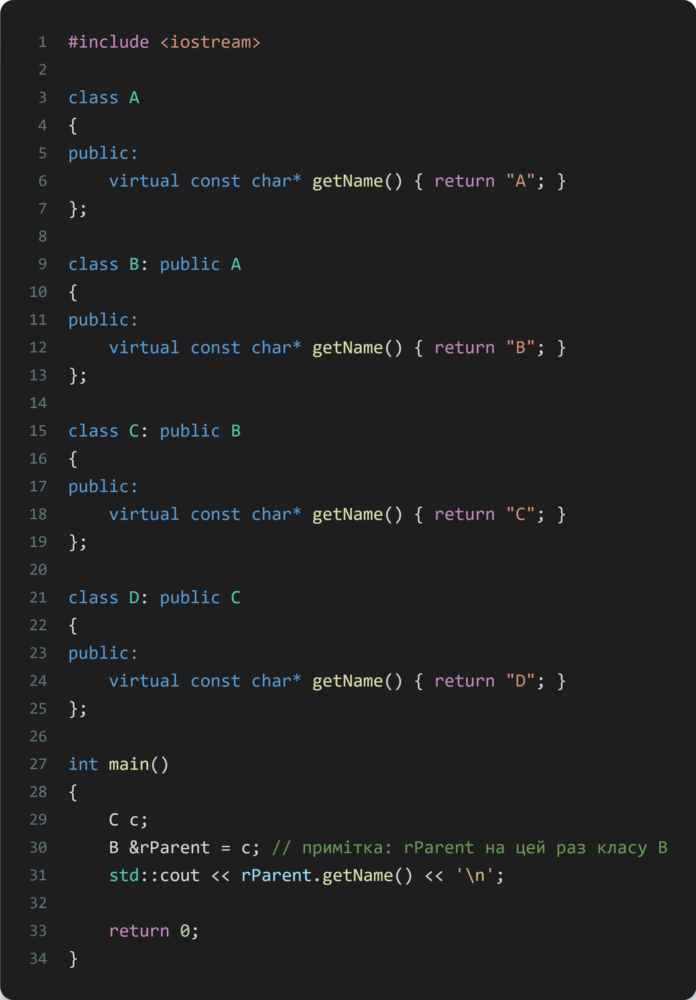 1 #include <iostream>
2
3 class A
4 {
5 public:
6     virtual const char* getName() { return "A"; }
7 };
8
9 class B: public A
10 {
11 public:
12     virtual const char* getName() { return "B"; }
13 };
14
15 class C: public B
16 {
17 public:
18     virtual const char* getName() { return "C"; }
19 };
20
21 class D: public C
22 {
23 public:
24     virtual const char* getName() { return "D"; }
25 };
26
27 int main()
28 {
29     C c;
30     B &rParent = c; // примітка: rParent на цей раз класу B
31     std::cout << rParent.getName() << '\n';
32
33     return 0;
34 }